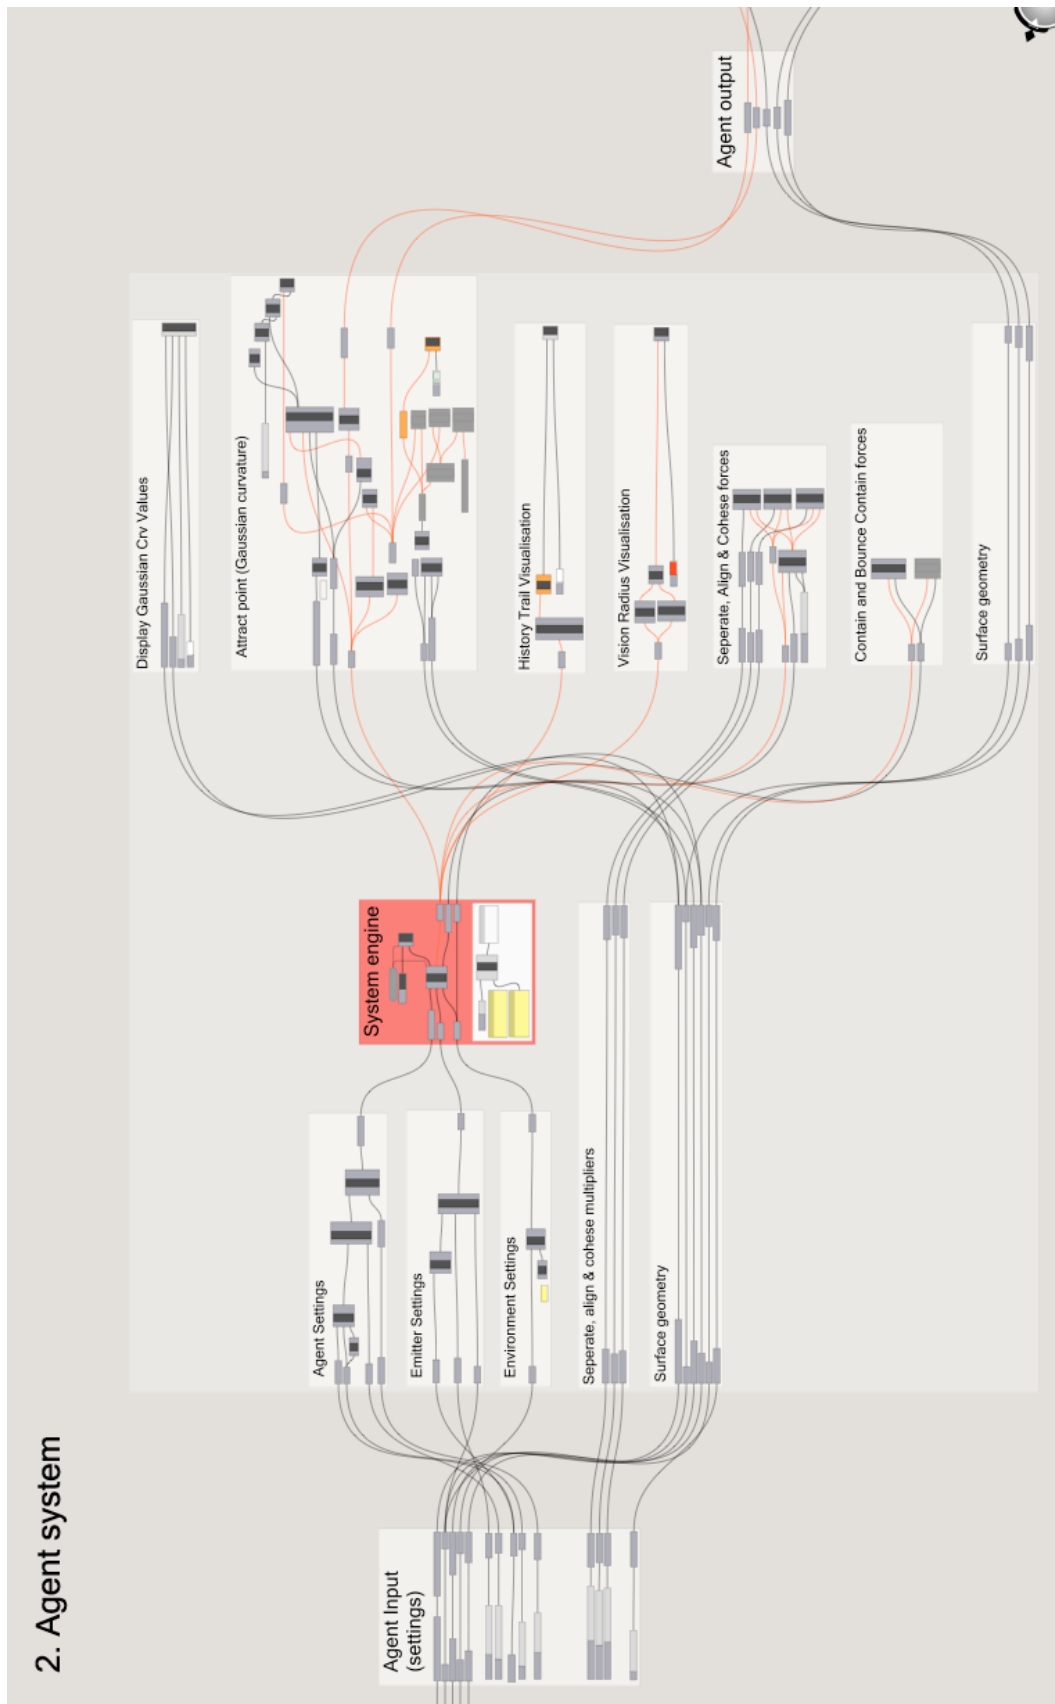 2. Agent system
Agent Input
(settings)
Agent Settings
Emitter Settings
Environment Settings
Seperate, align & cohese multipliers
Surface geometry
System engine
Display Gaussian Crv Values
Attract point (Gaussian curvature)
History Trail Visualisation
Vision Radius Visualisation
Seperate, Align & Cohese forces
Contain and Bounce Contain forces
Surface geometry
Agent output